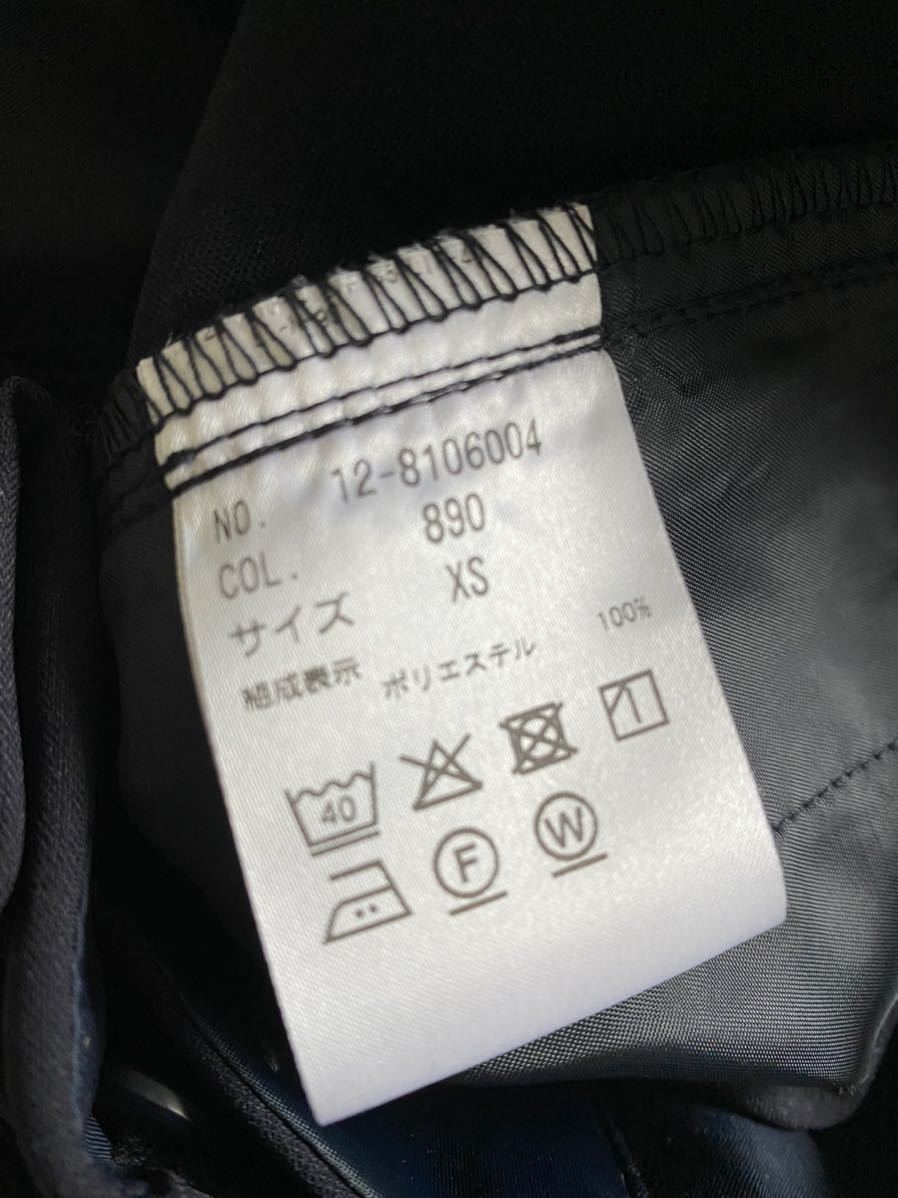 NO. 12-8106004
COL. 890
サイズ XS
組成表示 ポリエステル 100%
40
F W